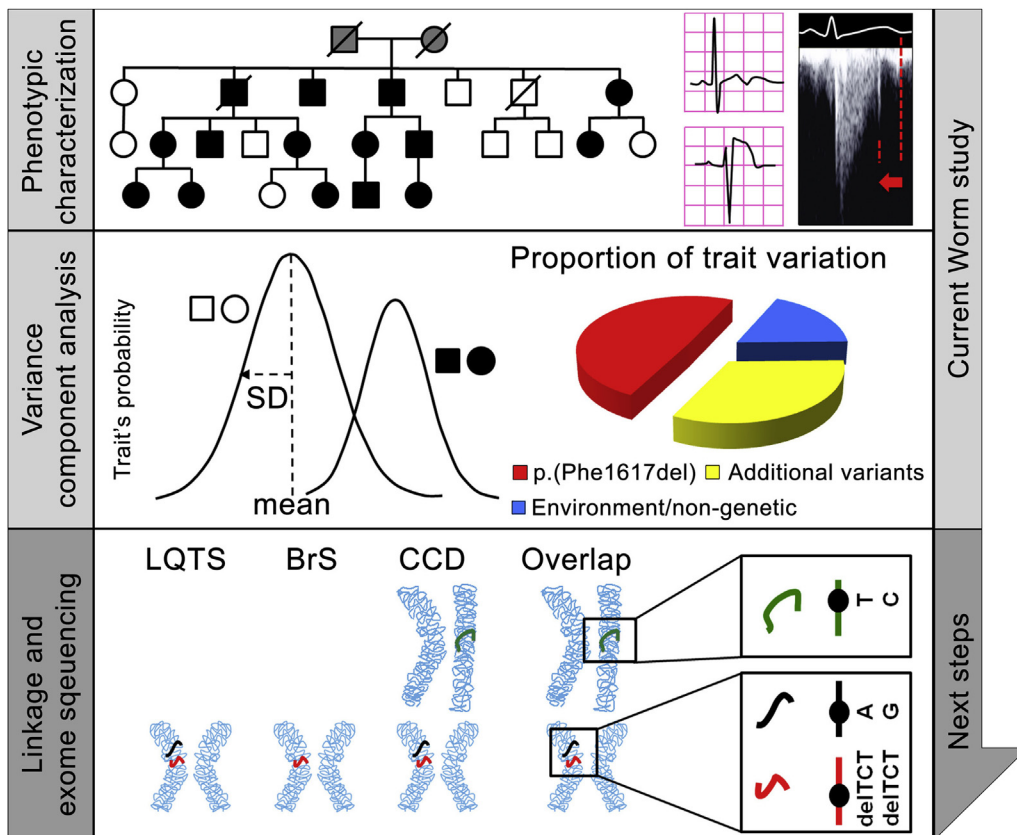 Phenotypic
characterization
Current Worm study
Variance
component analysis
Trait's probability
SD
mean
Proportion of trait variation
p.(Phe1617del)
Additional variants
Environment/non-genetic
Linkage and
exome sqeuencing
LQTS
BrS
CCD
Overlap
T
C
A
G
delTCT
delTCT
Next steps